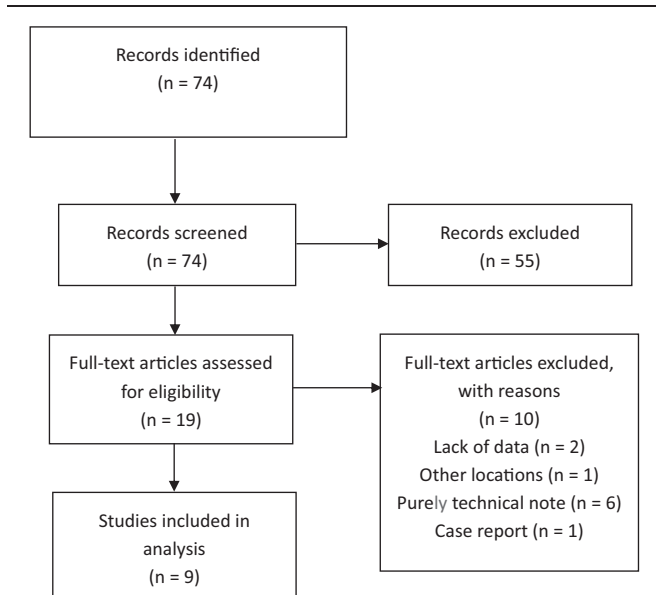 Records identified
(n = 74)
Records screened
(n = 74)
Records excluded
(n = 55)
Full-text articles assessed
for eligibility
(n = 19)
Full-text articles excluded,
with reasons
(n = 10)
Lack of data (n = 2)
Other locations (n = 1)
Purely technical note (n = 6)
Case report (n = 1)
Studies included in
analysis
(n = 9)